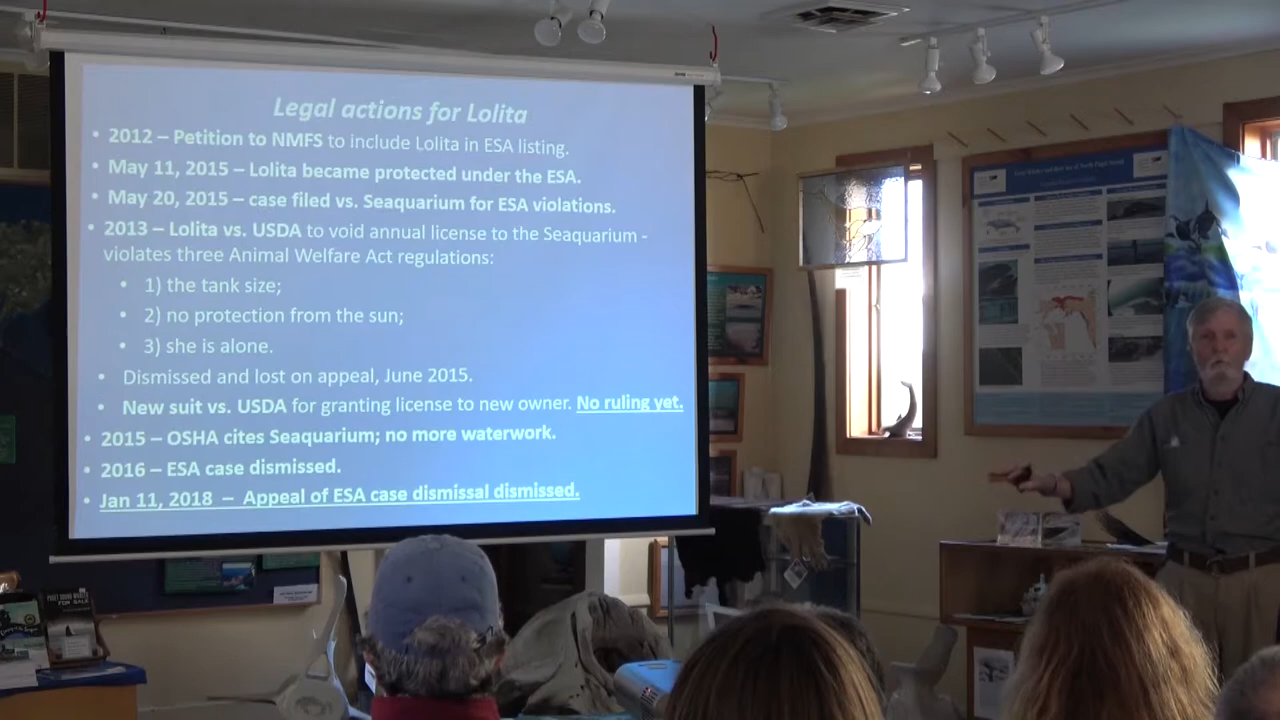 Legal actions for Lolita
• 2012 – Petition to NMFS to include Lolita in ESA listing.
• May 11, 2015 – Lolita became protected under the ESA.
• May 20, 2015 – case filed vs. Seaquarium for ESA violations.
• 2013 – Lolita vs. USDA to void annual license to the Seaquarium -
violates three Animal Welfare Act regulations:
• 1) the tank size;
• 2) no protection from the sun;
• 3) she is alone.
• Dismissed and lost on appeal, June 2015.
• New suit vs. USDA for granting license to new owner. No ruling yet.
• 2015 – OSHA cites Seaquarium; no more waterwork.
• 2016 – ESA case dismissed.
• Jan 11, 2018 – Appeal of ESA case dismissal dismissed.
FOR SALE